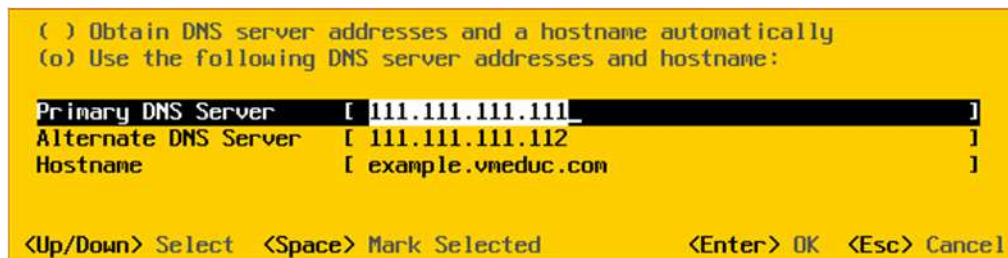 ( ) Obtain DNS server addresses and a hostname automatically
(o) Use the following DNS server addresses and hostname:
Primary DNS Server [ 111.111.111.111_ ]
Alternate DNS Server [ 111.111.111.112 ]
Hostname [ example.vmeduc.com ]
<Up/Down> Select <Space> Mark Selected <Enter> OK <Esc> Cancel